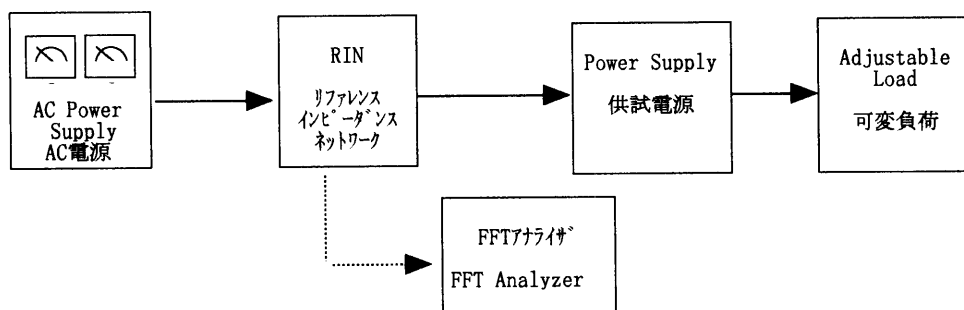 AC Power
Supply
AC電源
RIN
リファレンス
インピーダンス
ネットワーク
Power Supply
供試電源
Adjustable
Load
可変負荷
FFTアナライザ
FFT Analyzer